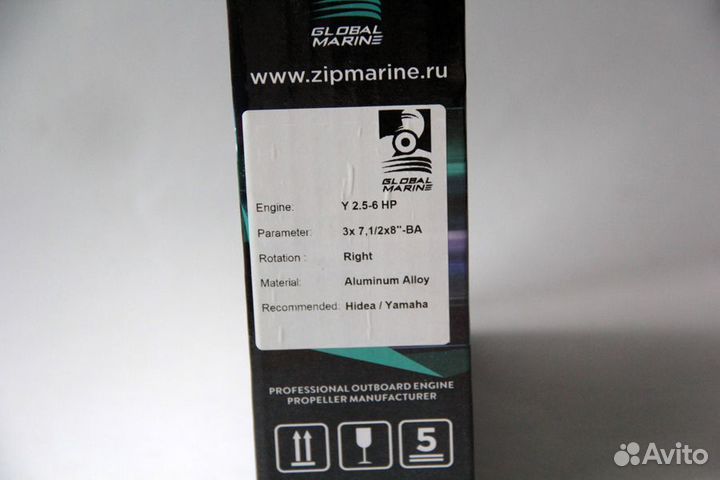 GLOBAL
MARINE
www.zipmarine.ru
GLOBAL
MARINE
Engine: Y 2.5-6 HP
Parameter: 3x 7,1/2x8"-BA
Rotation : Right
Material: Aluminum Alloy
Recommended: Hidea / Yamaha
PROFESSIONAL OUTBOARD ENGINE
PROPELLER MANUFACTURER
5
Avito